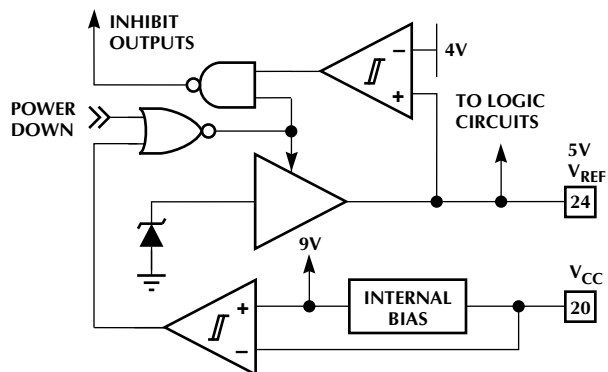 INHIBIT
OUTPUTS
POWER
DOWN
−
4V
+
TO LOGIC
CIRCUITS
5V
VREF
24
9V
+
−
INTERNAL
BIAS
VCC
20